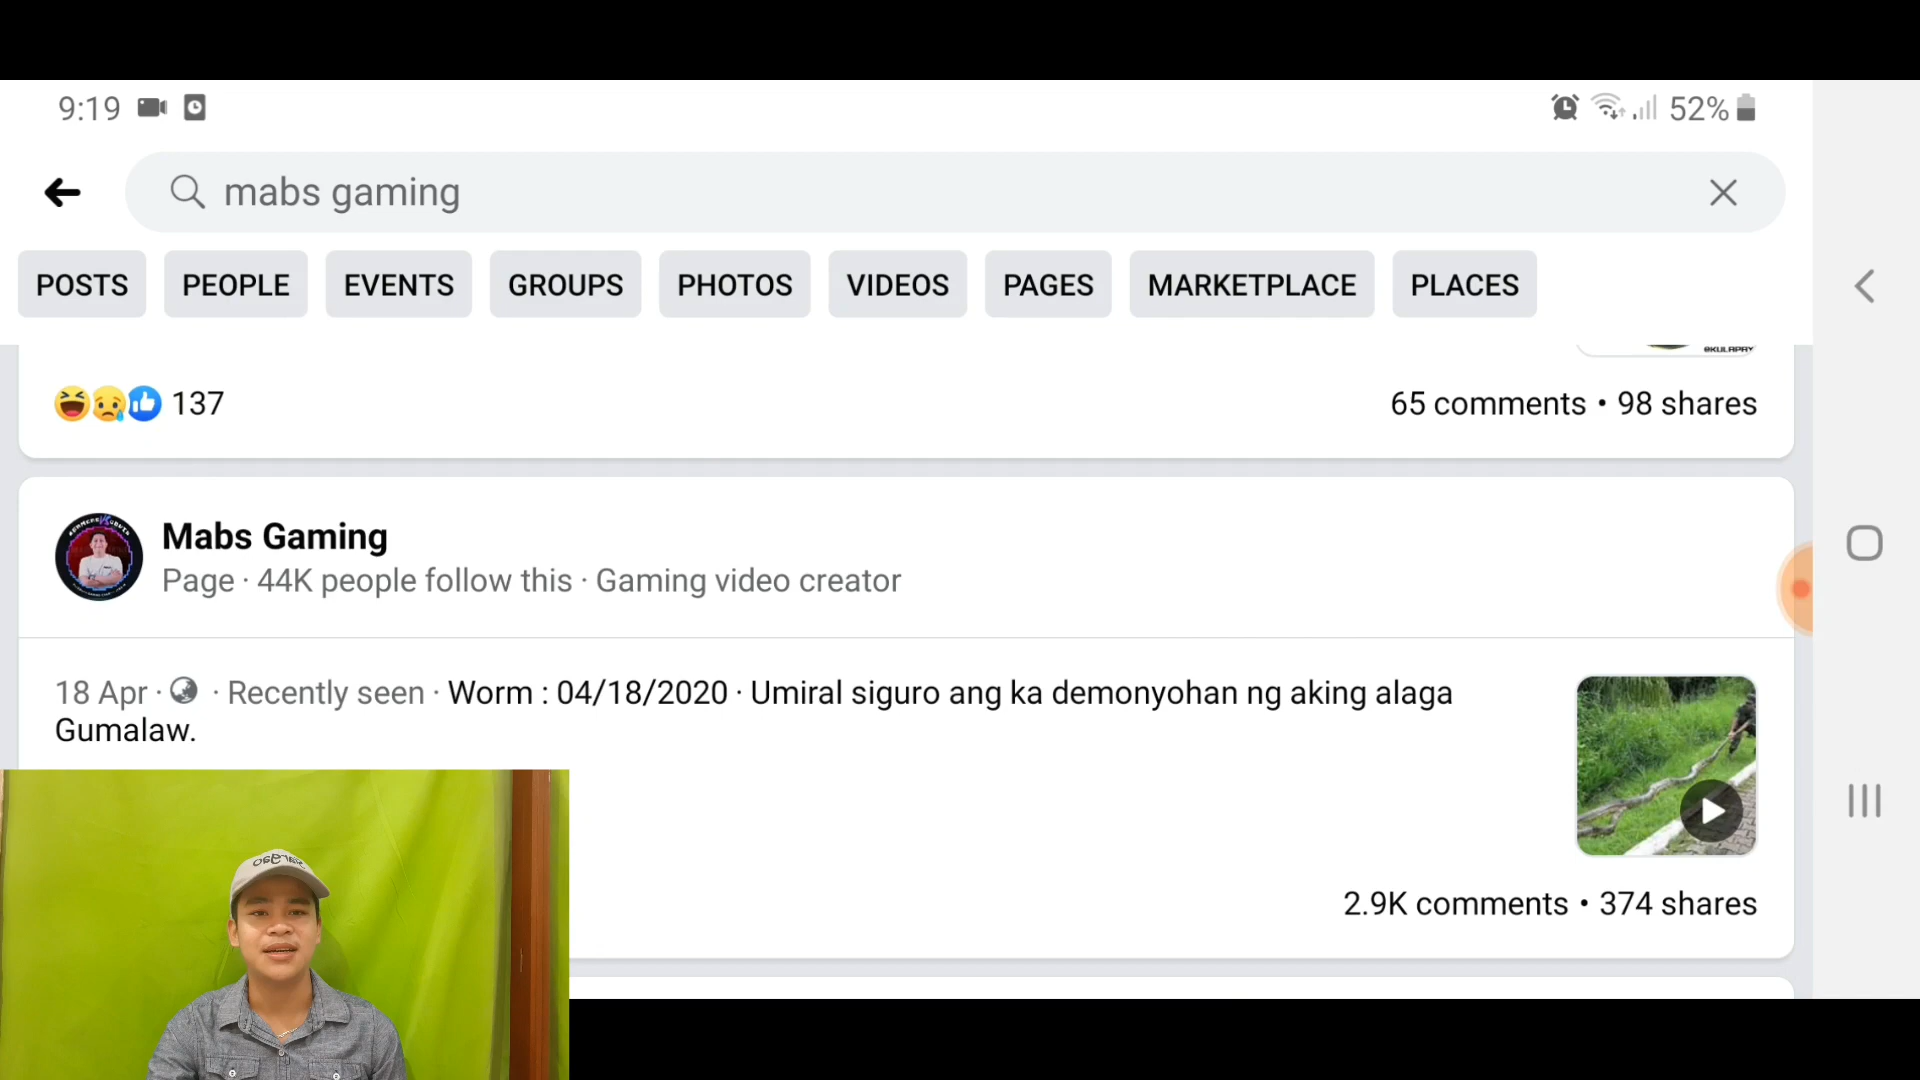 9:19
52%
mabs gaming
POSTS PEOPLE EVENTS GROUPS PHOTOS VIDEOS PAGES MARKETPLACE PLACES
@KULAPAY
137
65 comments • 98 shares
Mabs Gaming
Page · 44K people follow this · Gaming video creator
18 Apr · · Recently seen · Worm : 04/18/2020 · Umiral siguro ang ka demonyohan ng aking alaga
Gumalaw.
2.9K comments • 374 shares